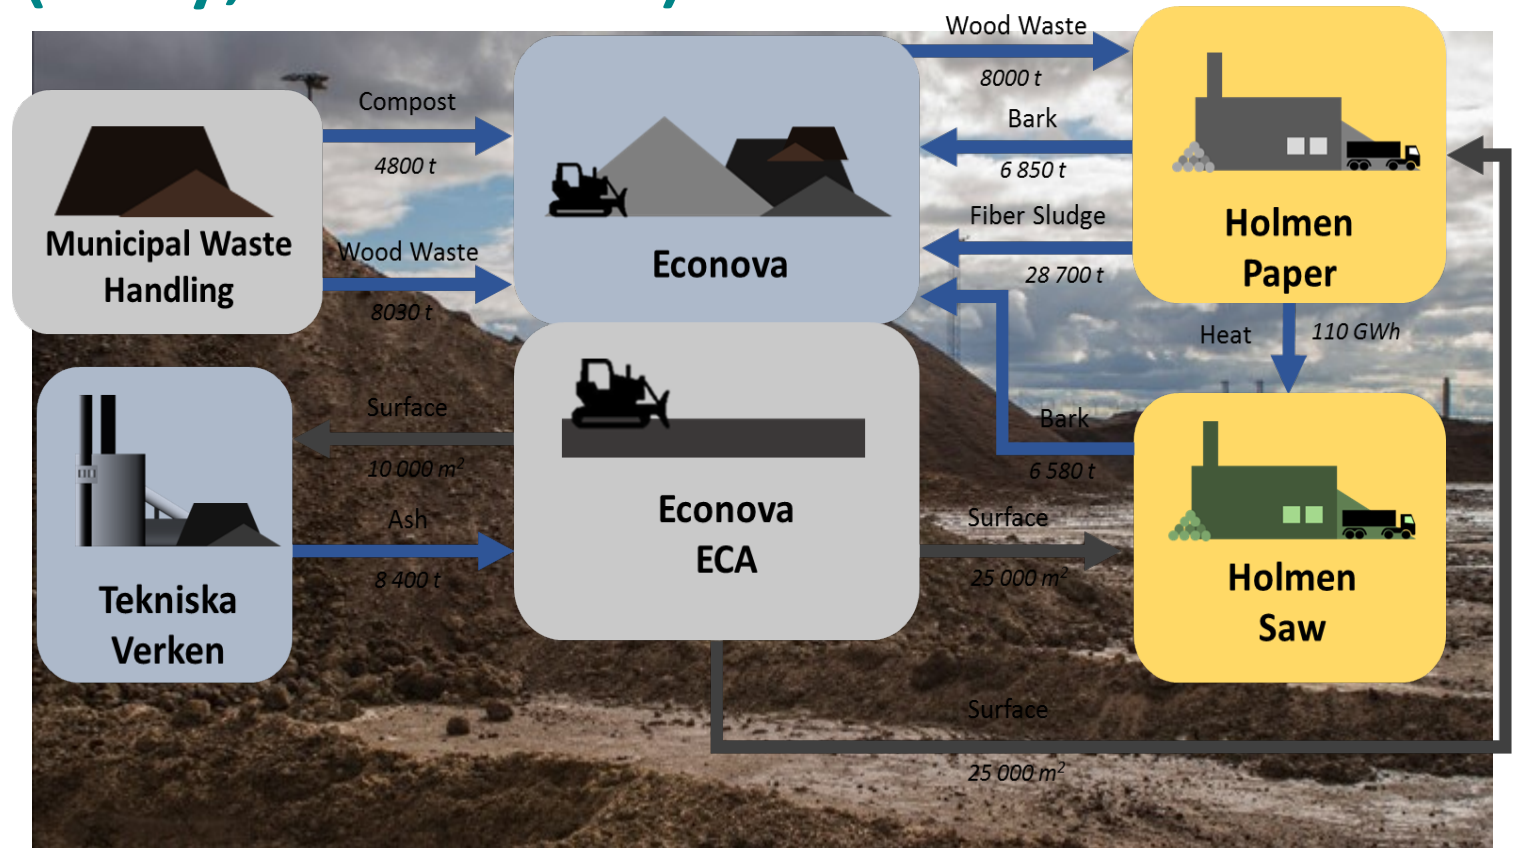 Wood Waste
8000 t
Compost
4800 t
Bark
6 850 t
Fiber Sludge
28 700 t
Municipal Waste
Handling
Wood Waste
8030 t
Econova
Holmen
Paper
Heat
110 GWh
Surface
10 000 m²
Bark
6 580 t
Ash
8 400 t
Econova
ECA
Surface
25 000 m²
Tekniska
Verken
Holmen
Saw
Surface
25 000 m²